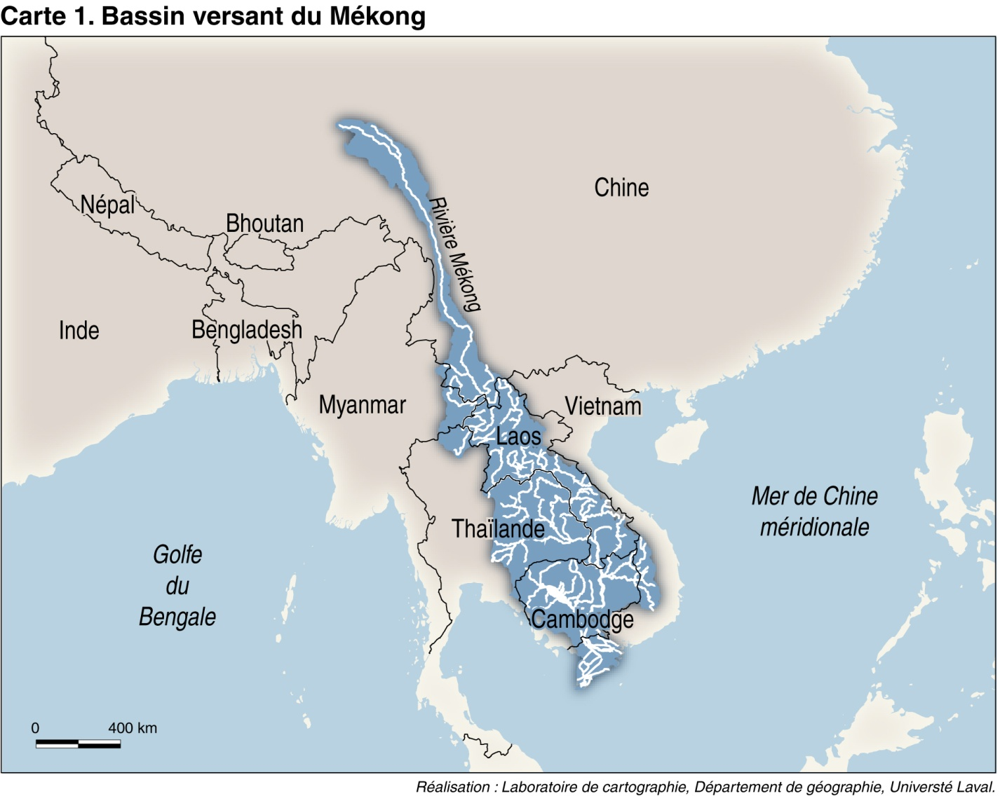 Carte 1. Bassin versant du Mékong
Chine
Népal
Bhoutan
Rivière Mékong
Inde
Bengladesh
Myanmar
Vietnam
Laos
Mer de Chine
méridionale
Thaïlande
Golfe
du
Bengale
Cambodge
0 400 km
Réalisation : Laboratoire de cartographie, Département de géographie, Universté Laval.